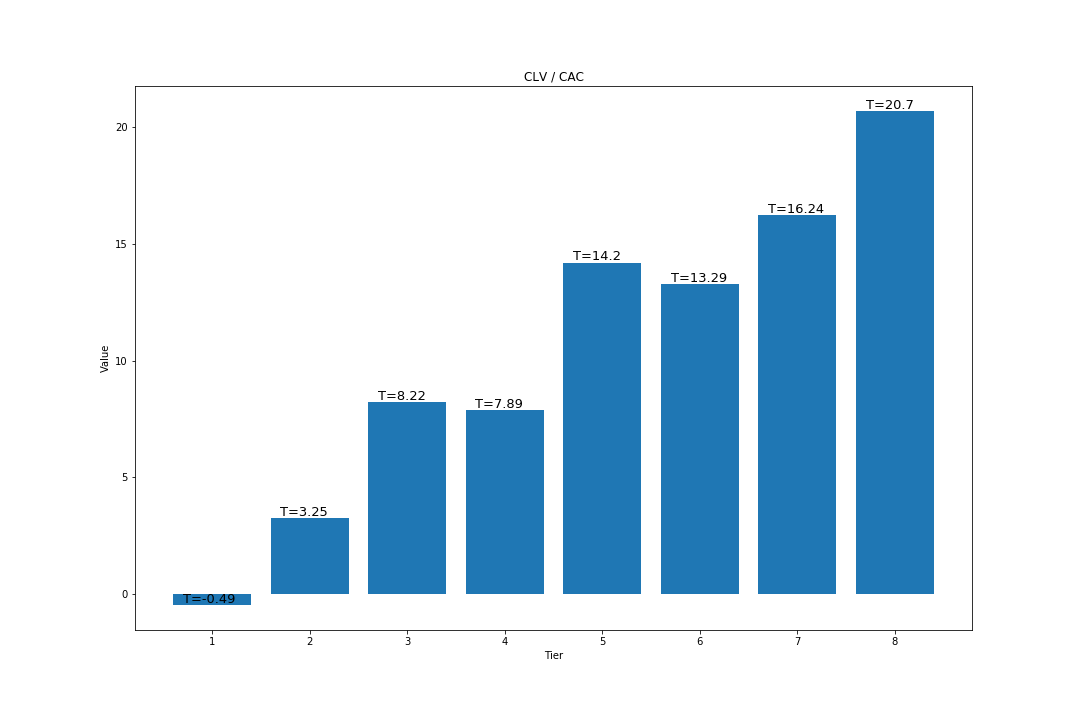 CLV / CAC
T=20.7
20
T=16.24
15
T=14.2
T=13.29
Value
10
T=8.22
T=7.89
5
T=3.25
0
T=-0.49
1 2 3 4 5 6 7 8
Tier